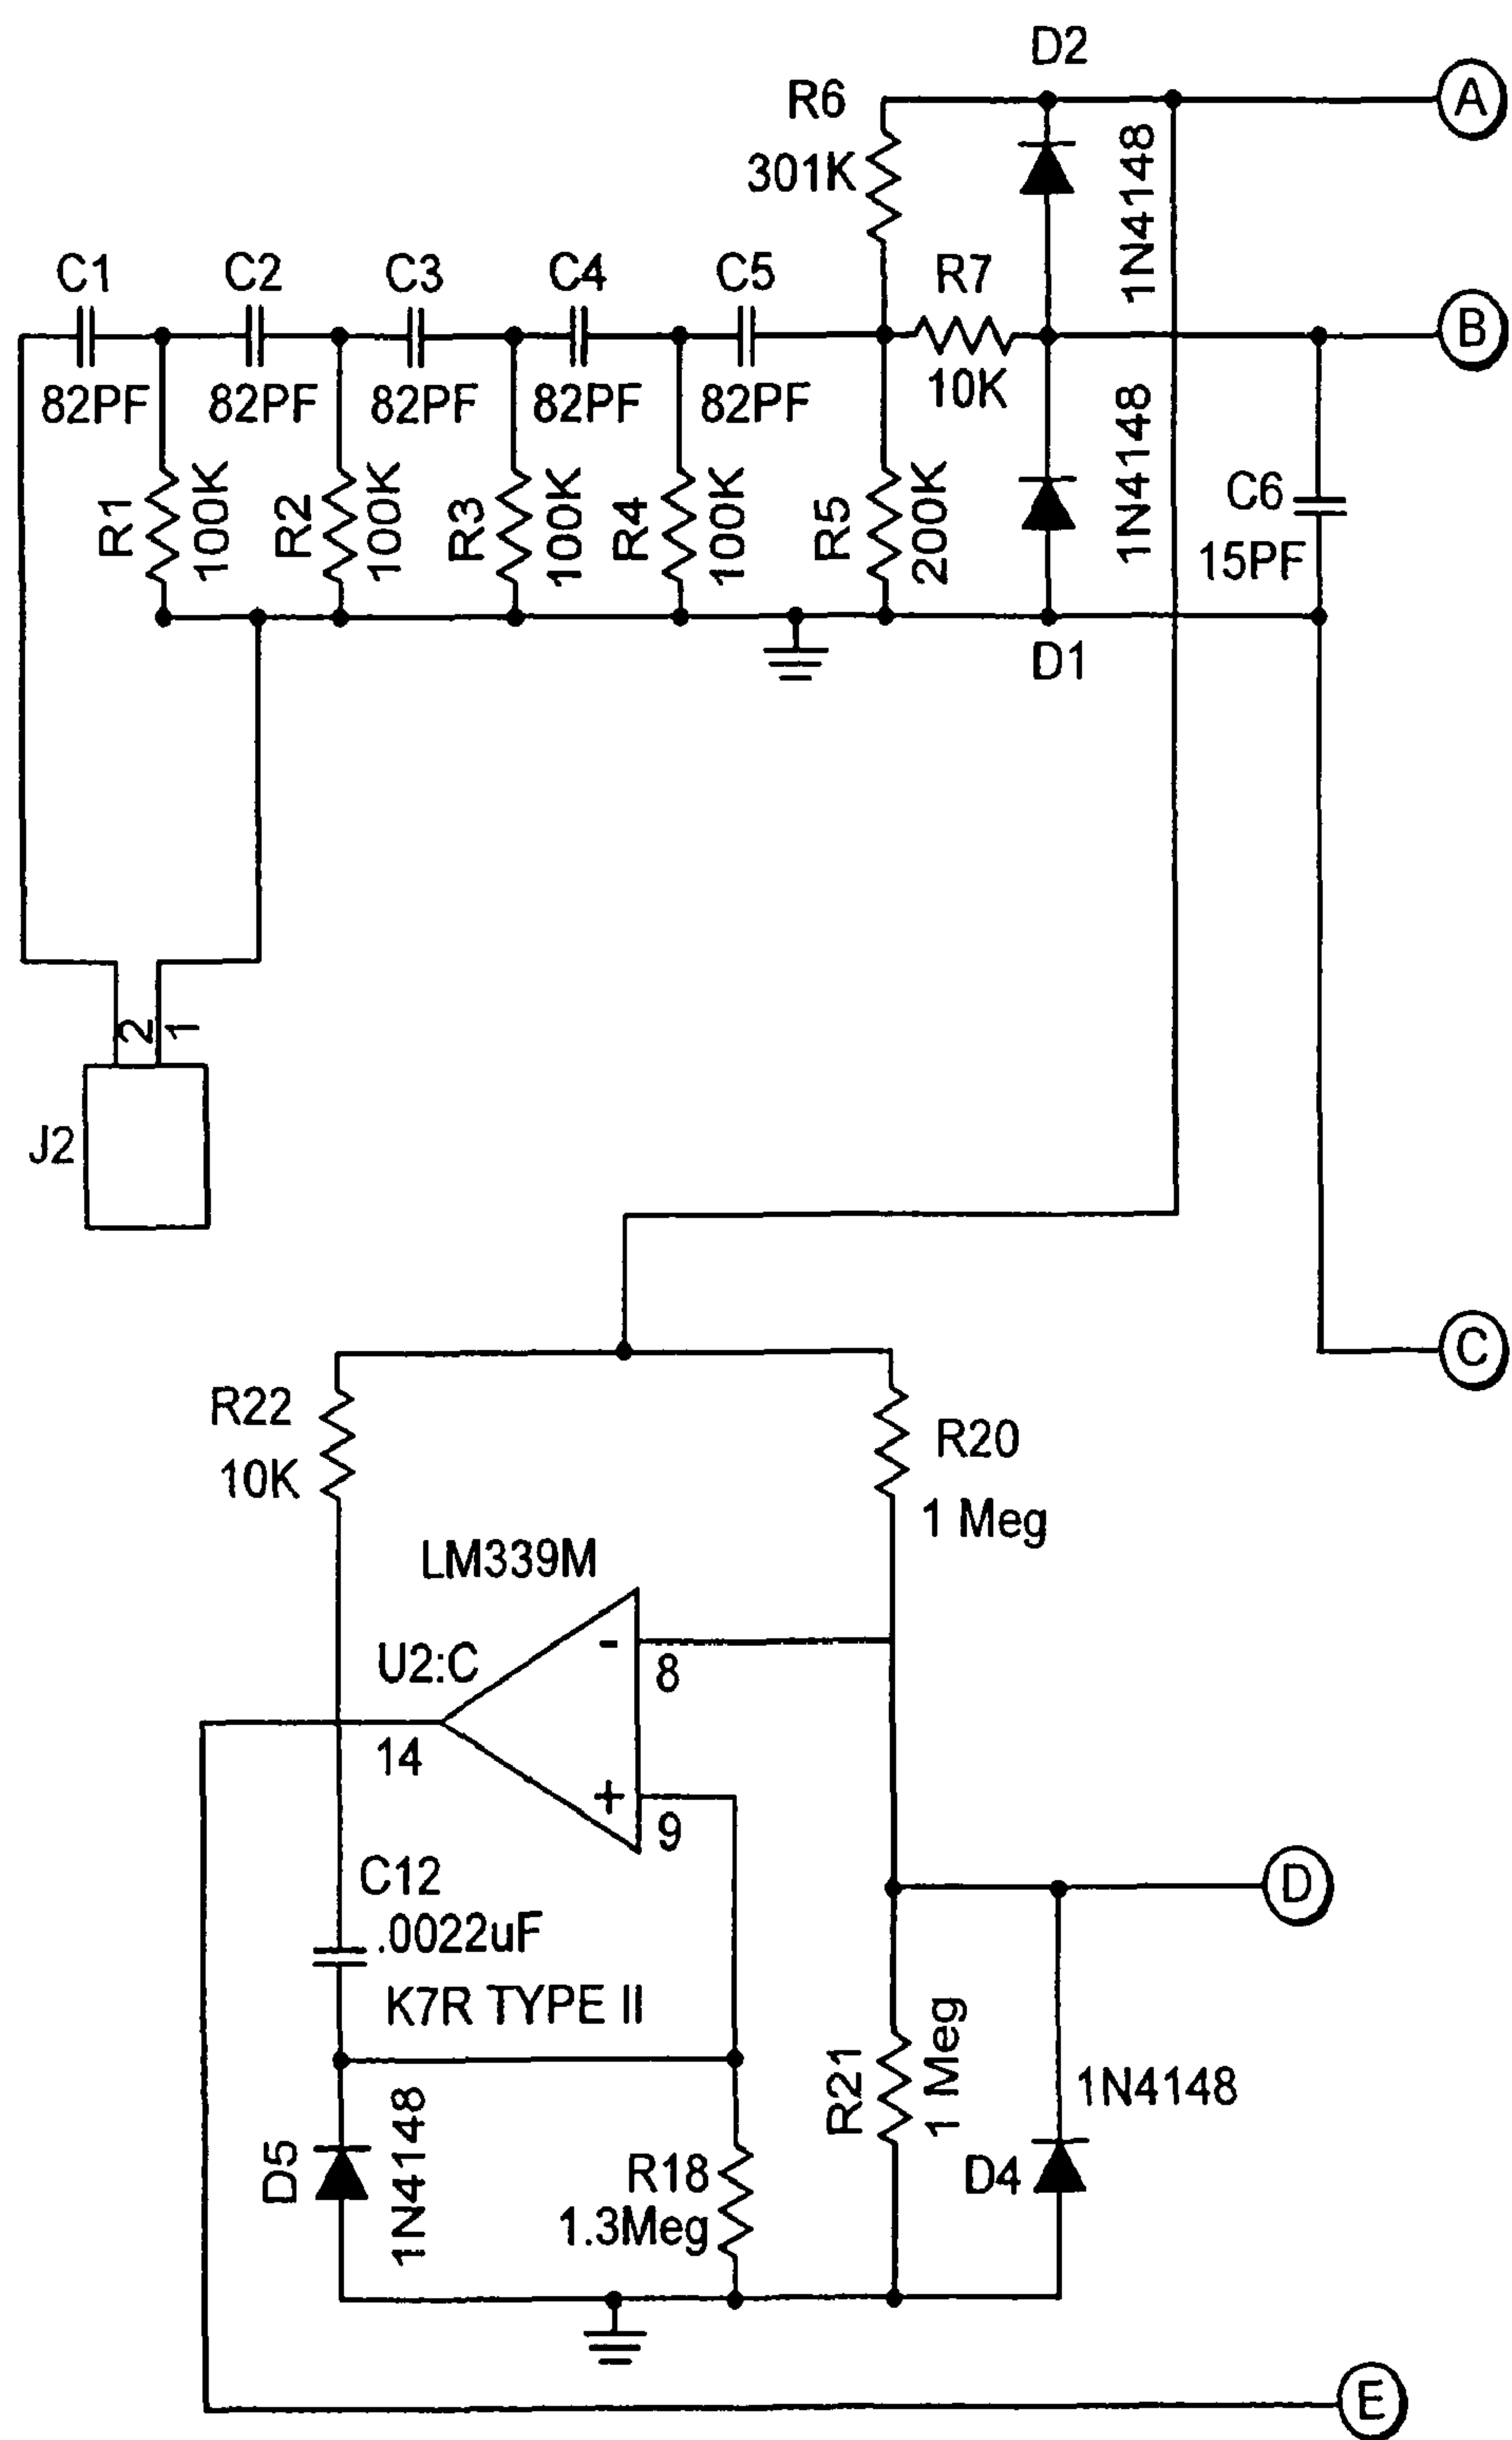 D2
A
R6
301K
1N4148
C1
C2
C3
C4
C5
R7
B
82PF
82PF
82PF
82PF
82PF
10K
1N4148
R1
100K
R2
100K
R3
100K
R4
100K
R5
200K
C6
15PF
D1
2
1
J2
C
R22
10K
R20
1 Meg
LM339M
U2:C
-
8
14
+
9
C12
.0022uF
D
K7R TYPE II
R21
1 Meg
1N4148
D5
1N4148
R18
1.3Meg
D4
E